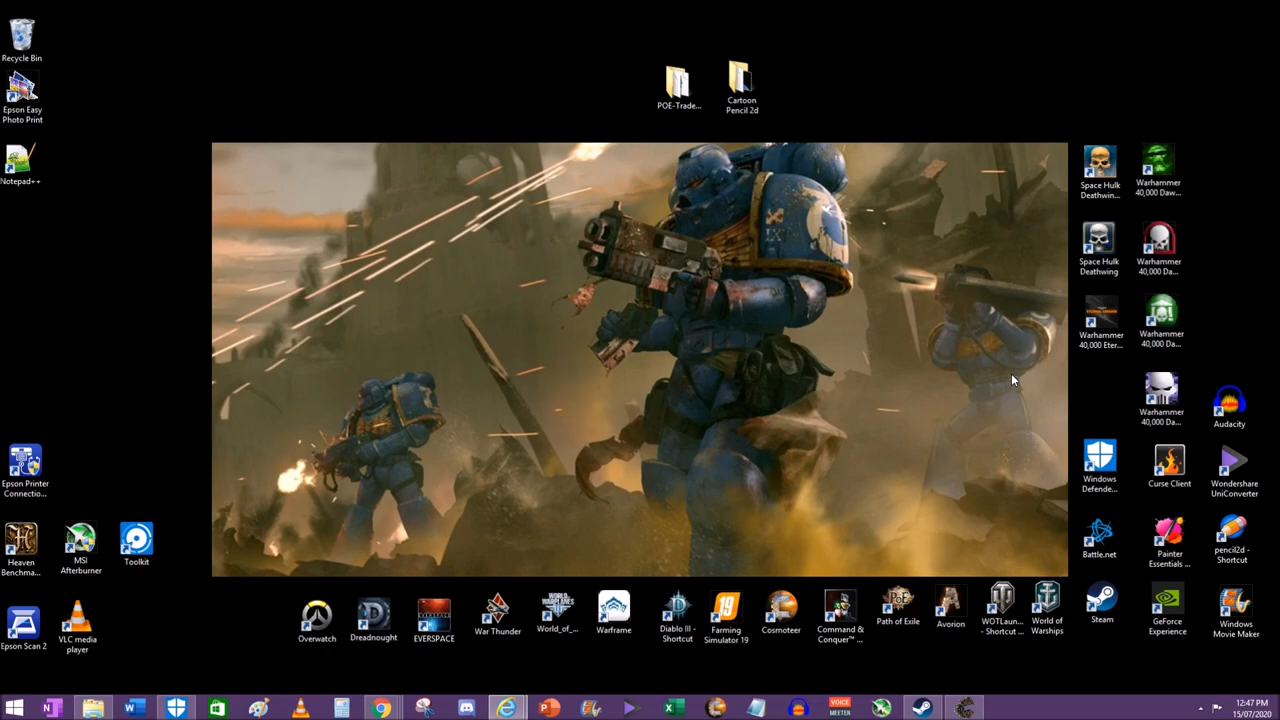 Recycle Bin
Epson Easy
Photo Print
Notepad++
POE-Trade...
Cartoon
Pencil 2d
Space Hulk
Deathwin...
Warhammer
40,000 Daw...
Space Hulk
Deathwing
Warhammer
40,000 Da...
Warhammer
40,000 Eter...
Warhammer
40,000 Da...
Warhammer
40,000 Da...
Audacity
Epson Printer
Connectio...
Windows
Defende...
Curse Client
Wondershare
UniConverter
Heaven
Benchma...
MSI
Afterburner
Toolkit
Battle.net
Painter
Essentials ...
pencil2d -
Shortcut
Epson Scan 2
VLC media
player
Overwatch
Dreadnought
EVERSPACE
War Thunder
World_of_...
Warframe
Diablo III -
Shortcut
19
Farming
Simulator 19
Cosmoteer
Command &
Conquer™ ...
Path of Exile
Avorion
WOTLaun...
- Shortcut ...
World of
Warships
Steam
GeForce
Experience
Windows
Movie Maker
VOICE
MEETER
12:47 PM
15/07/2020